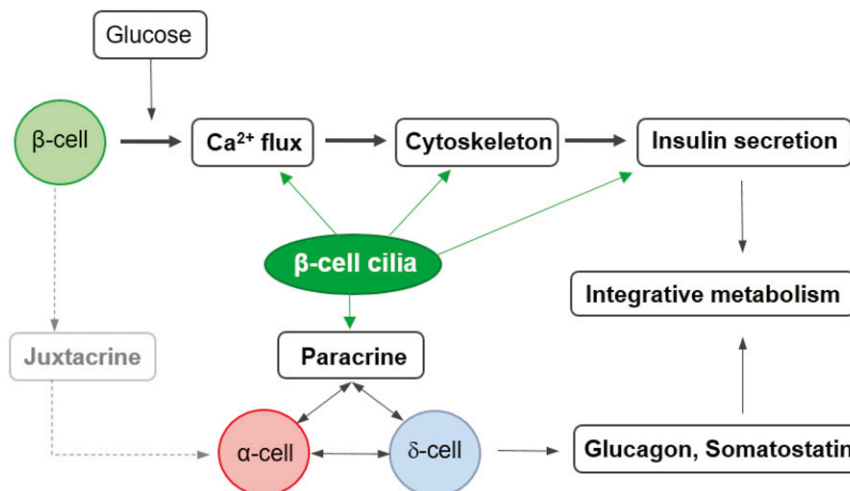 Glucose
β-cell
Ca²⁺ flux
Cytoskeleton
Insulin secretion
β-cell cilia
Integrative metabolism
Juxtacrine
Paracrine
α-cell
δ-cell
Glucagon, Somatostatin